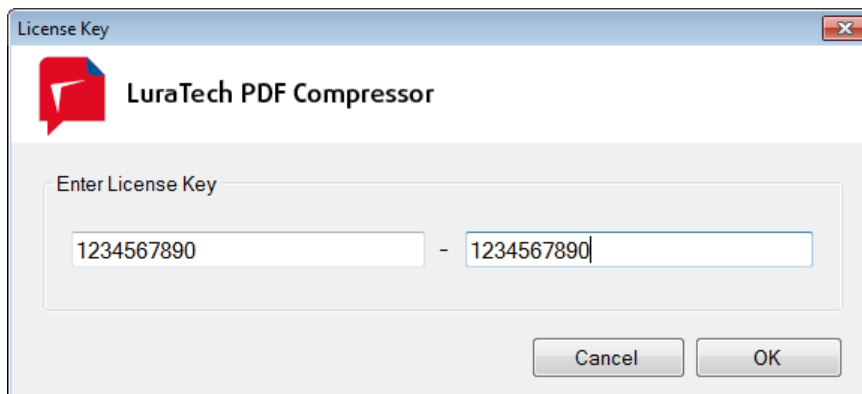 License Key
LuraTech PDF Compressor
Enter License Key
1234567890 - 1234567890
Cancel OK